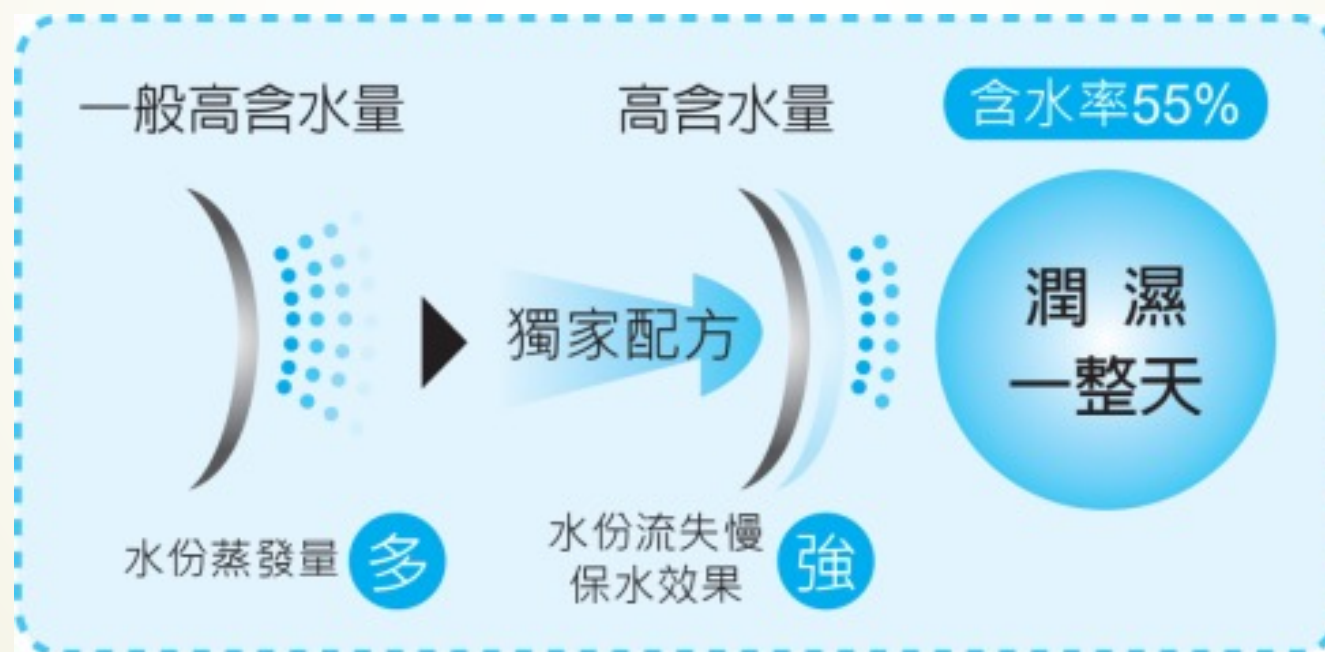 一般高含水量
高含水量
含水率55%
獨家配方
潤濕
一整天
水份蒸發量 多
水份流失慢
保水效果 強